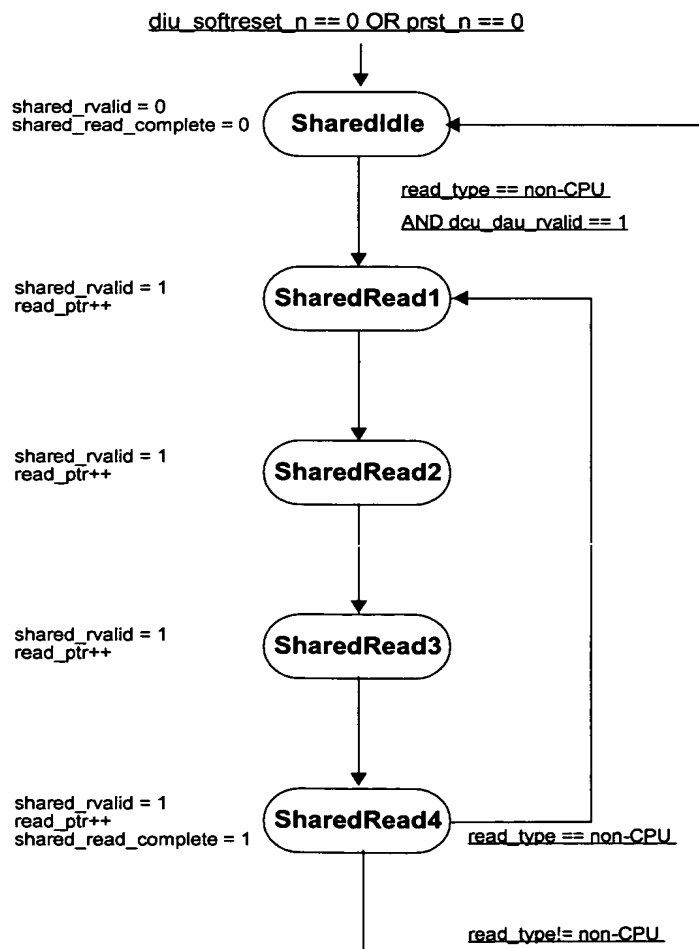 diu_softreset_n == 0 OR prst_n == 0
shared_rvalid = 0
shared_read_complete = 0
SharedIdle
read_type == non-CPU
AND dcu_dau_rvalid == 1
shared_rvalid = 1
read_ptr++
SharedRead1
shared_rvalid = 1
read_ptr++
SharedRead2
shared_rvalid = 1
read_ptr++
SharedRead3
shared_rvalid = 1
read_ptr++
shared_read_complete = 1
SharedRead4
read_type == non-CPU
read_type!= non-CPU